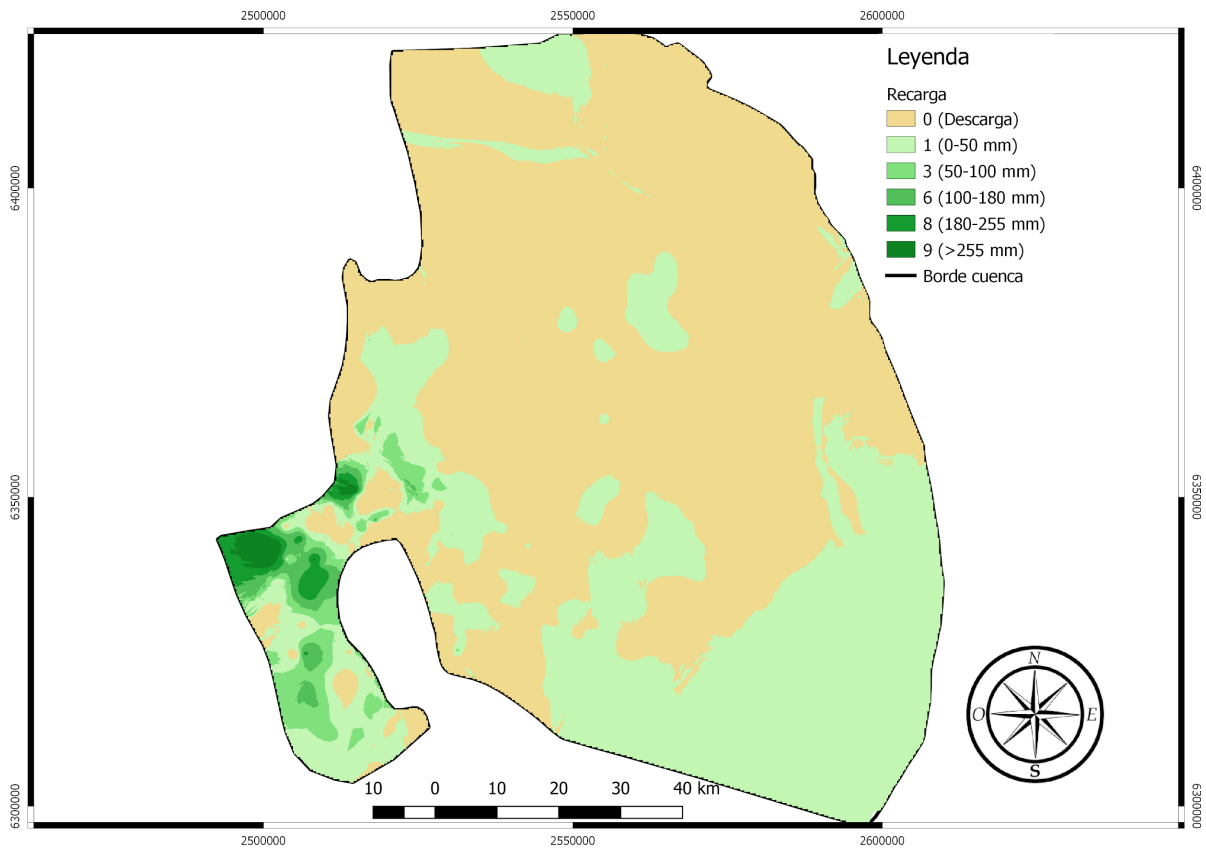 2500000 2550000 2600000
Leyenda
Recarga
0 (Descarga)
1 (0-50 mm)
3 (50-100 mm)
6 (100-180 mm)
8 (180-255 mm)
9 (>255 mm)
Borde cuenca
6400000 6400000
6350000 6350000
N
O E
S
10 0 10 20 30 40 km
6300000 6300000
2500000 2550000 2600000